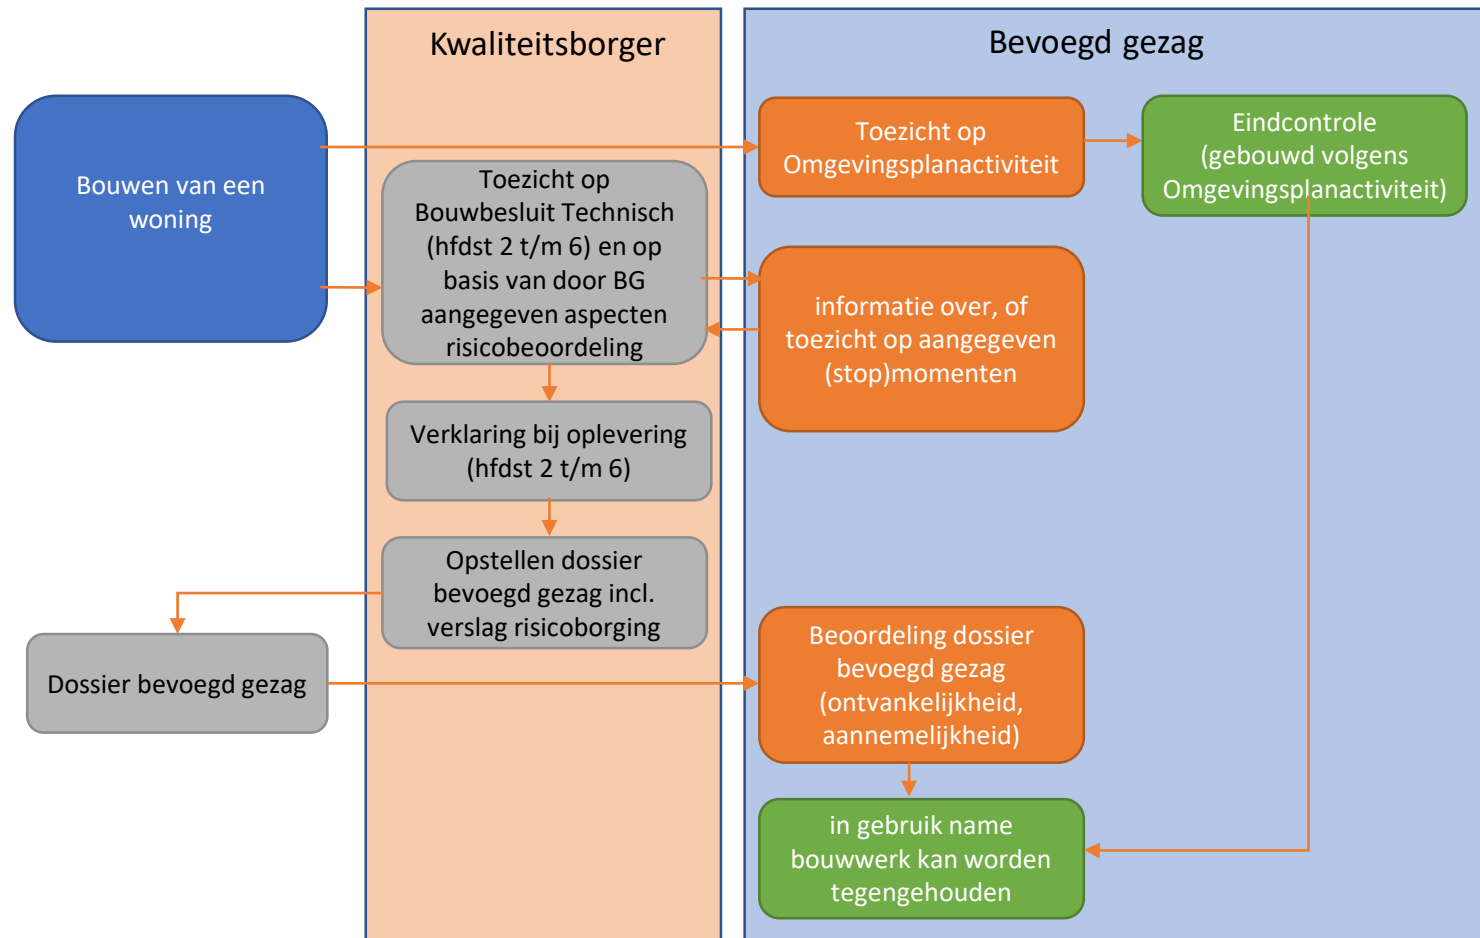 Kwaliteitsborger
Bevoegd gezag
Bouwen van een
woning
Toezicht op
Omgevingsplanactiviteit
Eindcontrole
(gebouwd volgens
Omgevingsplanactiviteit)
Toezicht op
Bouwbesluit Technisch
(hfdst 2 t/m 6) en op
basis van door BG
aangegeven aspecten
risicobeoordeling
informatie over, of
toezicht op aangegeven
(stop)momenten
Verklaring bij oplevering
(hfdst 2 t/m 6)
Opstellen dossier
bevoegd gezag incl.
verslag risicoborging
Dossier bevoegd gezag
Beoordeling dossier
bevoegd gezag
(ontvankelijkheid,
aannemelijkheid)
in gebruik name
bouwwerk kan worden
tegengehouden